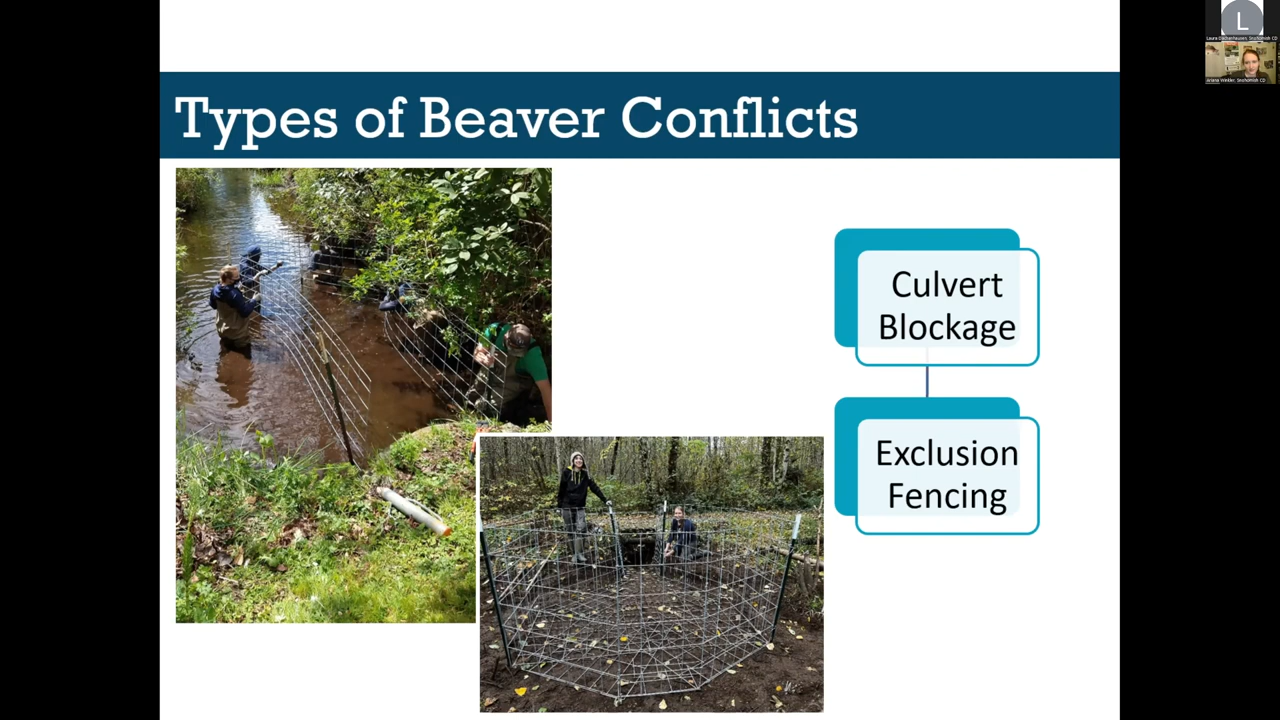 Types of Beaver Conflicts
Culvert
Blockage
Exclusion
Fencing
L